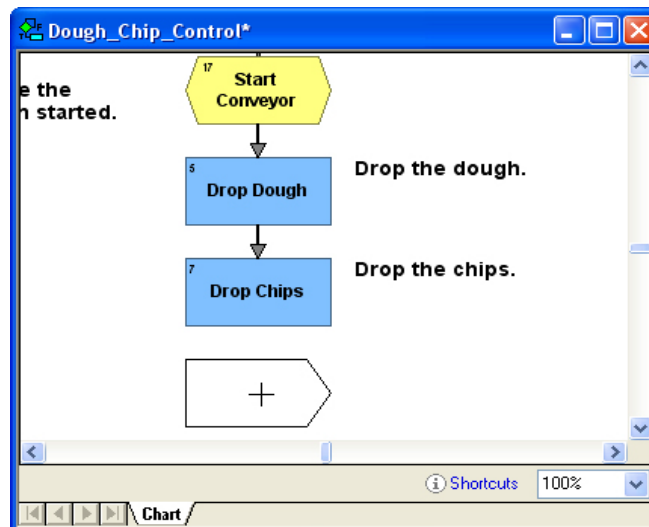 Dough_Chip_Control*
e the
n started.
17
Start
Conveyor
5
Drop Dough
Drop the dough.
7
Drop Chips
Drop the chips.
Shortcuts
100%
Chart